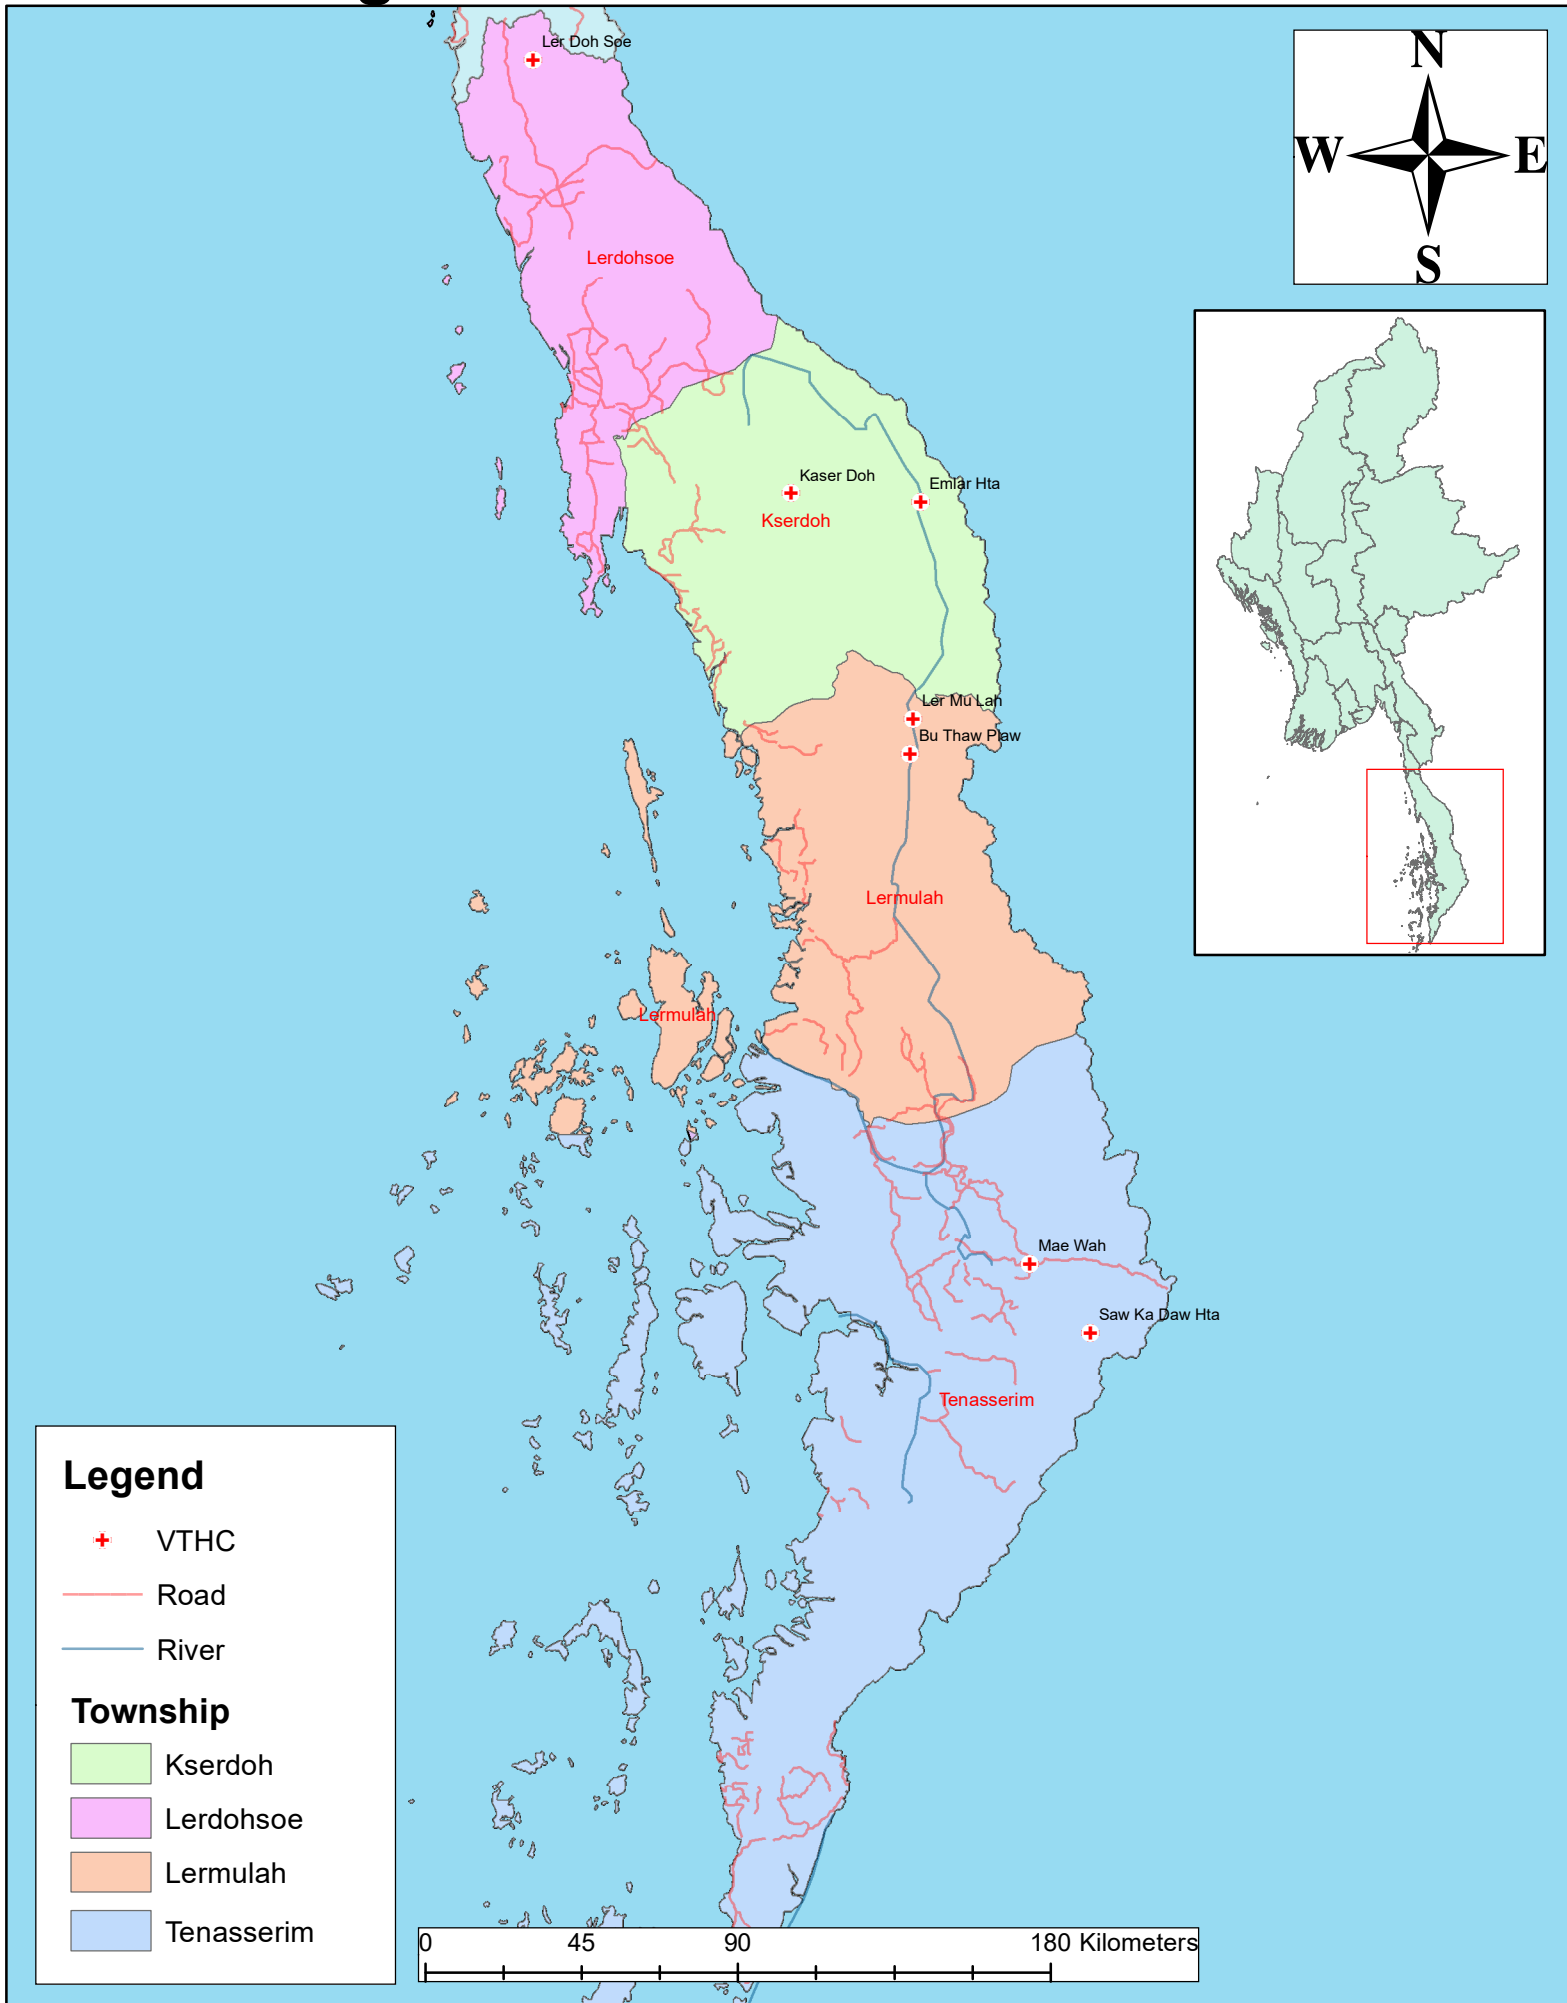 N
W E
S
Ler Doh Soe
Lerdohsoe
Kaser Doh
Emlar Hta
Kserdoh
Ler Mu Lah
Bu Thaw Plaw
Lermulah
Lermulah
Mae Wah
Saw Ka Daw Hta
Tenasserim
Legend
VTHC
Road
River
Township
Kserdoh
Lerdohsoe
Lermulah
Tenasserim
0 45 90 180 Kilometers